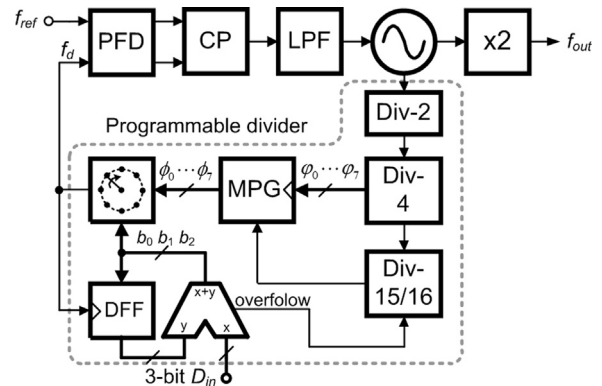 f_ref
PFD
CP
LPF
x2
f_out
f_d
Programmable divider
Div-2
ϕ0···ϕ7
MPG
φ0···φ7
Div-
4
b0 b1 b2
Div-
15/16
DFF
x+y
y
x
overfolow
3-bit Din